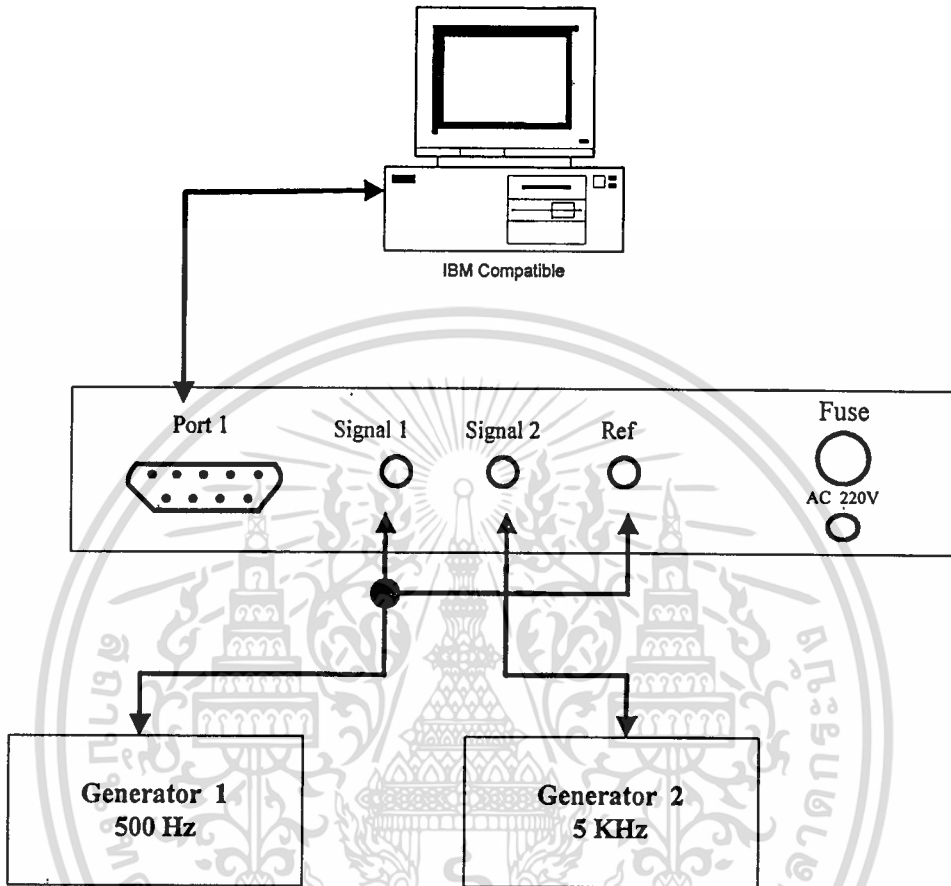 IBM Compatible
Port 1
Signal 1
Signal 2
Ref
Fuse
AC 220V
Generator 1
500 Hz
Generator 2
5 KHz